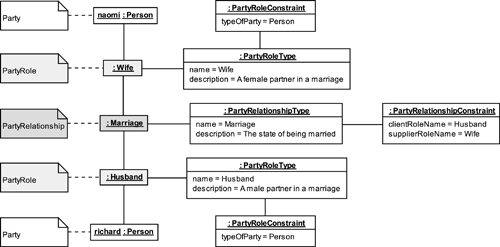 Party
naomi : Person
: PartyRoleConstraint
typeOfParty = Person
PartyRole
: Wife
: PartyRoleType
name = Wife
description = A female partner in a marriage
PartyRelationship
: Marriage
: PartyRelationshipType
name = Marriage
description = The state of being married
: PartyRelationshipConstraint
clientRoleName = Husband
supplierRoleName = Wife
PartyRole
: Husband
: PartyRoleType
name = Husband
description = A male partner in a marriage
Party
richard : Person
: PartyRoleConstraint
typeOfParty = Person